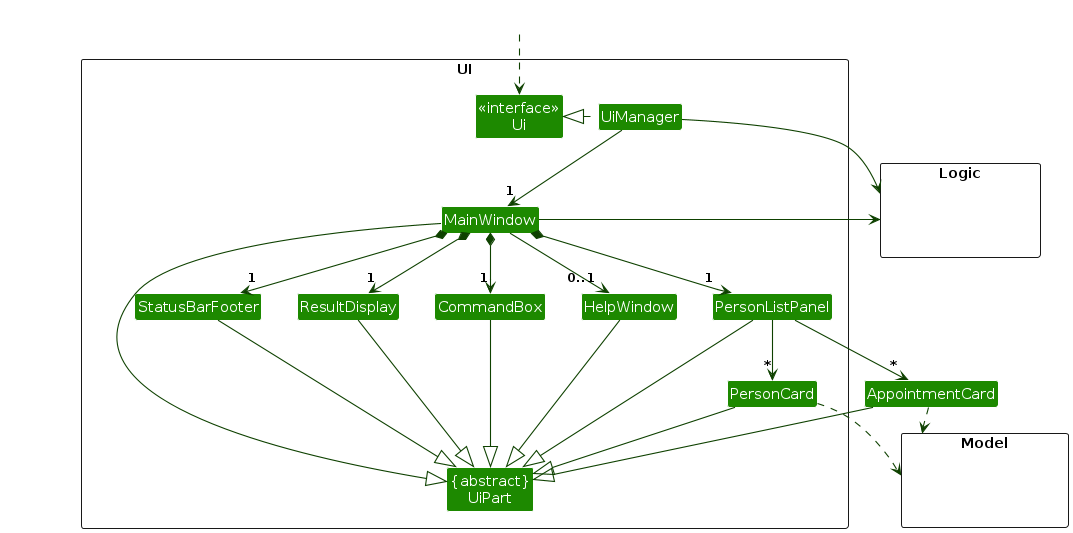 UI
«interface»
Ui
UiManager
Logic
1
MainWindow
1
1
1
0..1
1
StatusBarFooter
ResultDisplay
CommandBox
HelpWindow
PersonListPanel
*
*
PersonCard
AppointmentCard
Model
{abstract}
UiPart